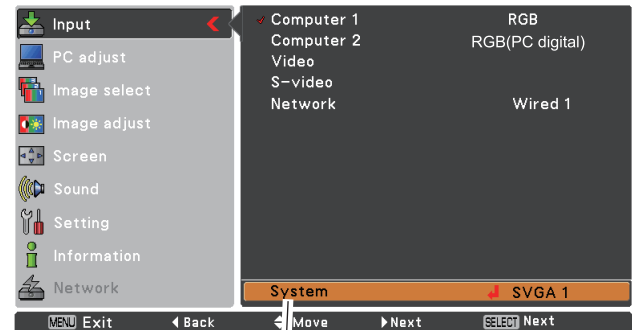 Input
PC adjust
Image select
Image adjust
Screen
Sound
Setting
Information
Network
Computer 1 RGB
Computer 2 RGB(PC digital)
Video
S-video
Network Wired 1
System SVGA 1
MENU Exit Back Move Next SELECT Next